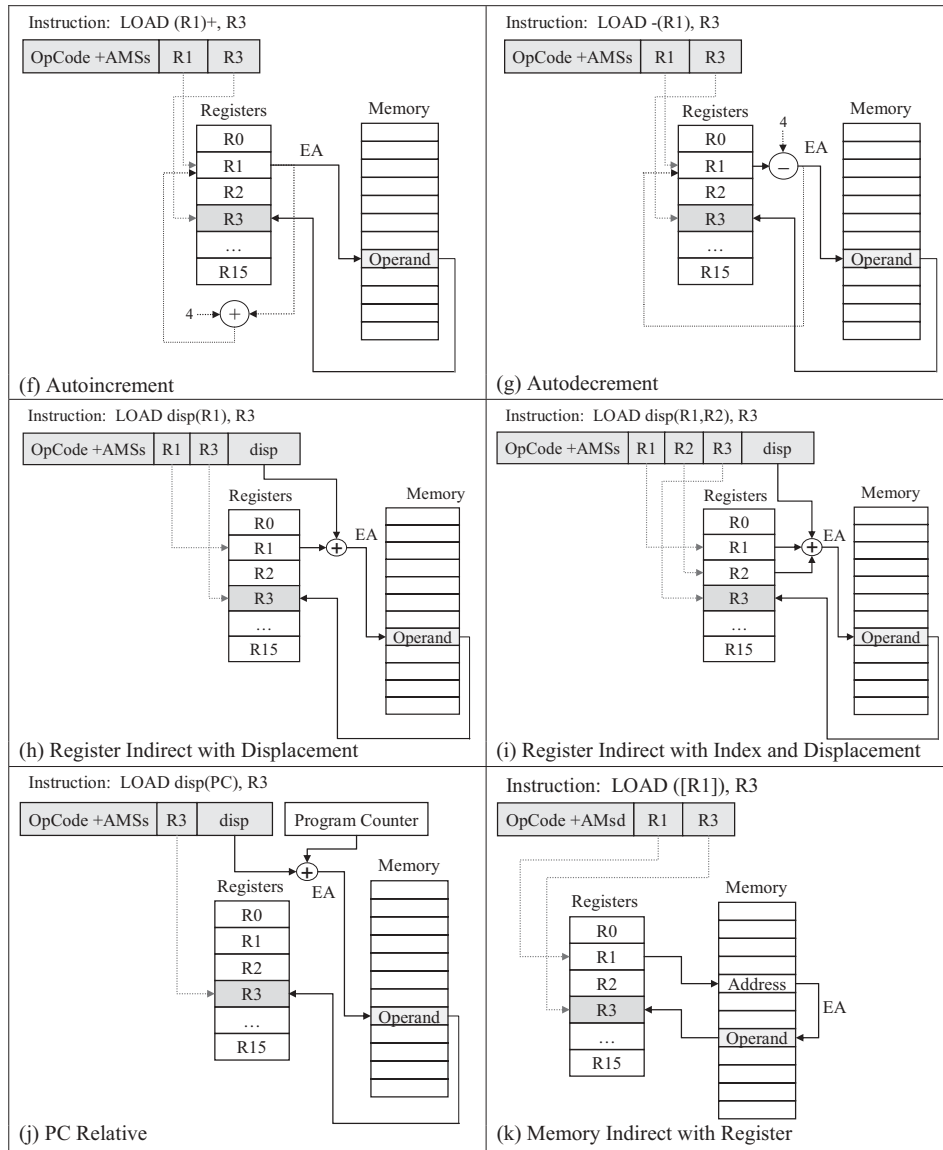 Instruction: LOAD (R1)+, R3
OpCode +AMSs R1 R3
Registers
Memory
R0
R1
EA
R2
R3
...
Operand
R15
4
+
(f) Autoincrement
Instruction: LOAD -(R1), R3
OpCode +AMSs R1 R3
Registers
Memory
4
R0
EA
R1
−
R2
R3
...
Operand
R15
(g) Autodecrement
Instruction: LOAD disp(R1), R3
OpCode +AMSs R1 R3 disp
Registers
Memory
R0
EA
R1
+
R2
R3
...
Operand
R15
(h) Register Indirect with Displacement
Instruction: LOAD disp(R1,R2), R3
OpCode +AMSs R1 R2 R3 disp
Registers
Memory
R0
EA
R1
+
R2
R3
...
Operand
R15
(i) Register Indirect with Index and Displacement
Instruction: LOAD disp(PC), R3
OpCode +AMSs R3 disp
Program Counter
+
Memory
Registers
EA
R0
R1
R2
R3
...
Operand
R15
(j) PC Relative
Instruction: LOAD ([R1]), R3
OpCode +AMsd R1 R3
Registers
Memory
R0
R1
R2
Address
EA
R3
...
Operand
R15
(k) Memory Indirect with Register